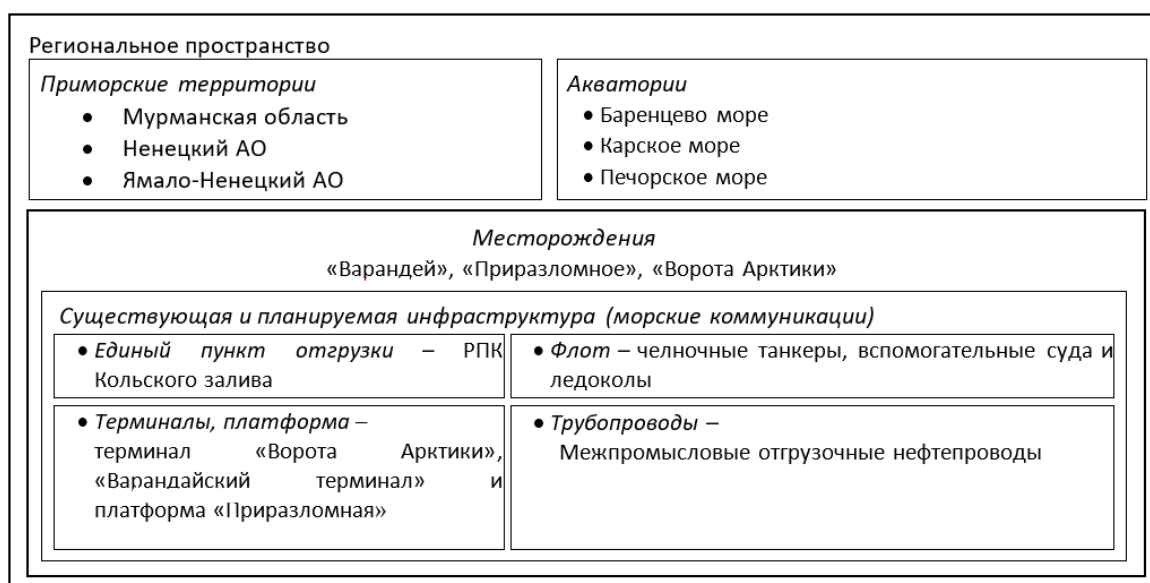 Региональное пространство
Приморские территории
• Мурманская область
• Ненецкий АО
• Ямало-Ненецкий АО
Акватории
• Баренцево море
• Карское море
• Печорское море
Месторождения
«Варандей», «Приразломное», «Ворота Арктики»
Существующая и планируемая инфраструктура (морские коммуникации)
• Единый пункт отгрузки – РПК
Кольского залива
• Флот – челночные танкеры, вспомогательные суда и
ледоколы
• Терминалы, платформа –
терминал «Ворота Арктики»,
«Варандайский терминал» и
платформа «Приразломная»
• Трубопроводы –
Межпромысловые отгрузочные нефтепроводы